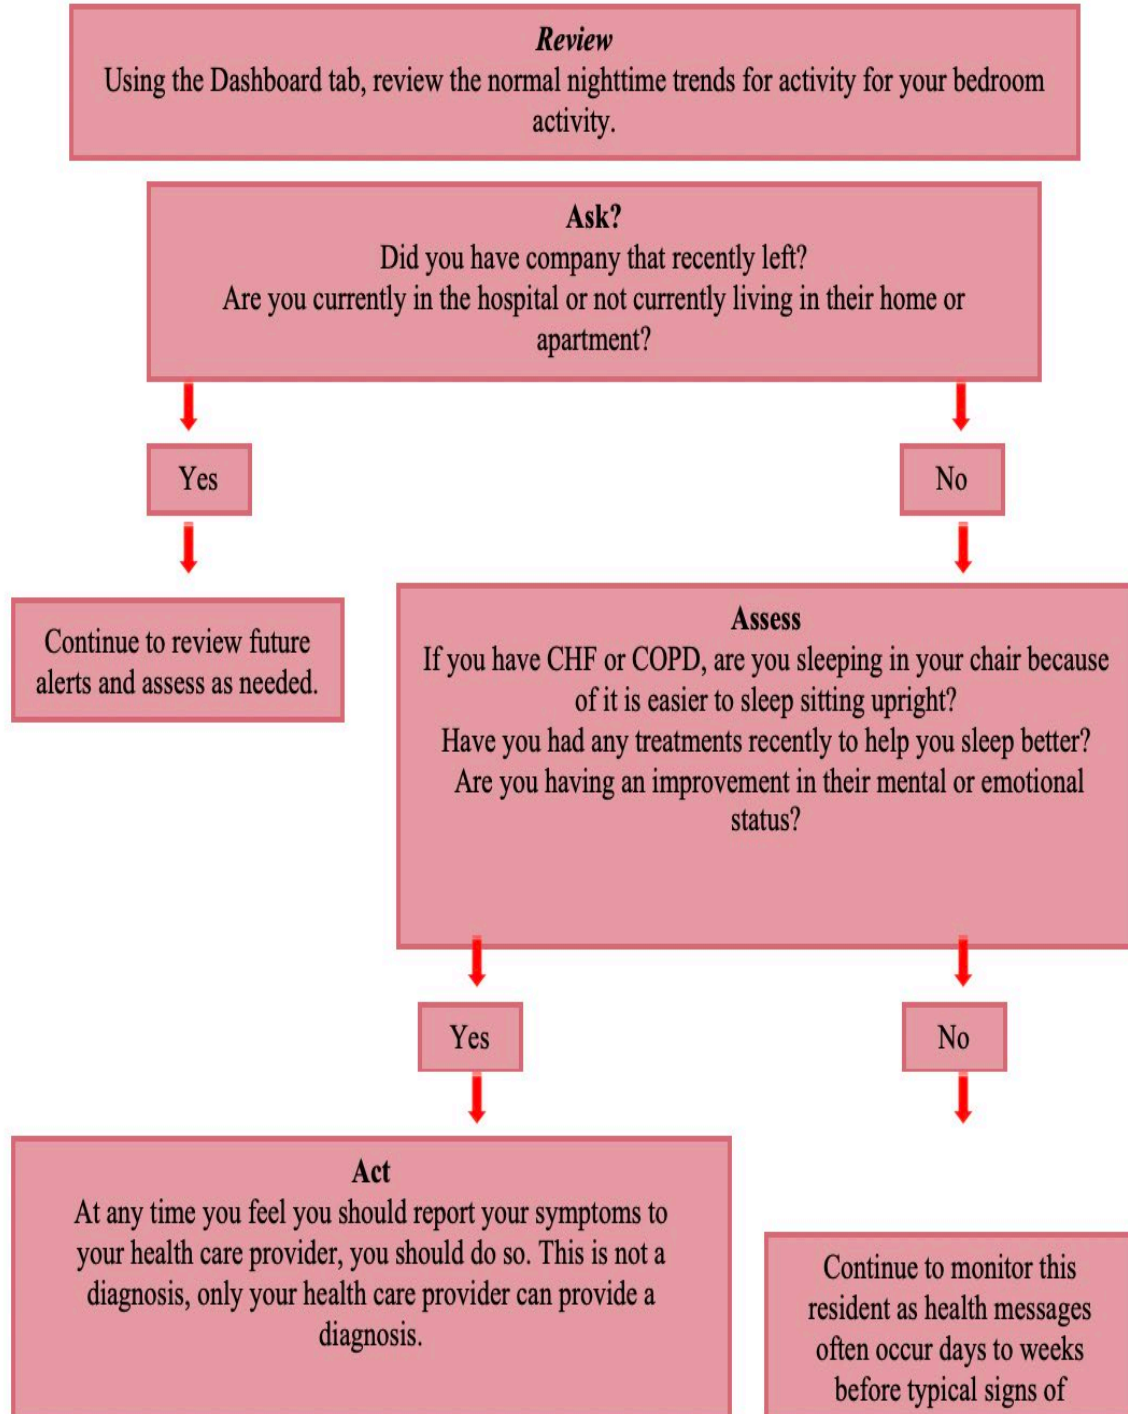 Review
Using the Dashboard tab, review the normal nighttime trends for activity for your bedroom
activity.
Ask?
Did you have company that recently left?
Are you currently in the hospital or not currently living in their home or
apartment?
Yes
No
Continue to review future
alerts and assess as needed.
Assess
If you have CHF or COPD, are you sleeping in your chair because
of it is easier to sleep sitting upright?
Have you had any treatments recently to help you sleep better?
Are you having an improvement in their mental or emotional
status?
Yes
No
Act
At any time you feel you should report your symptoms to
your health care provider, you should do so. This is not a
diagnosis, only your health care provider can provide a
diagnosis.
Continue to monitor this
resident as health messages
often occur days to weeks
before typical signs of